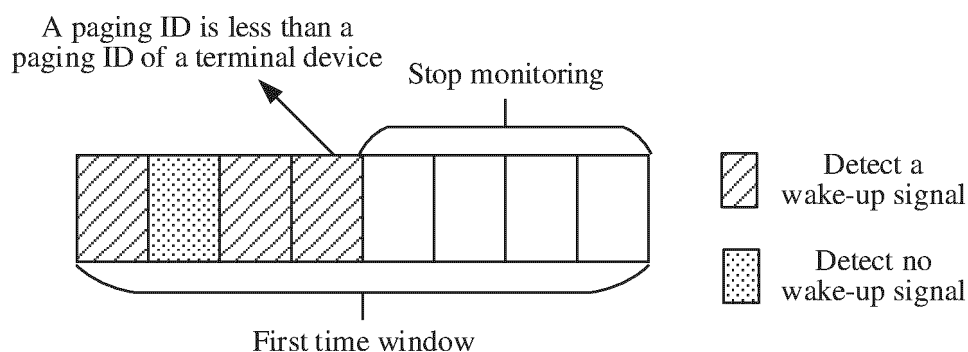 A paging ID is less than a
paging ID of a terminal device
Stop monitoring
Detect a
wake-up signal
Detect no
wake-up signal
First time window